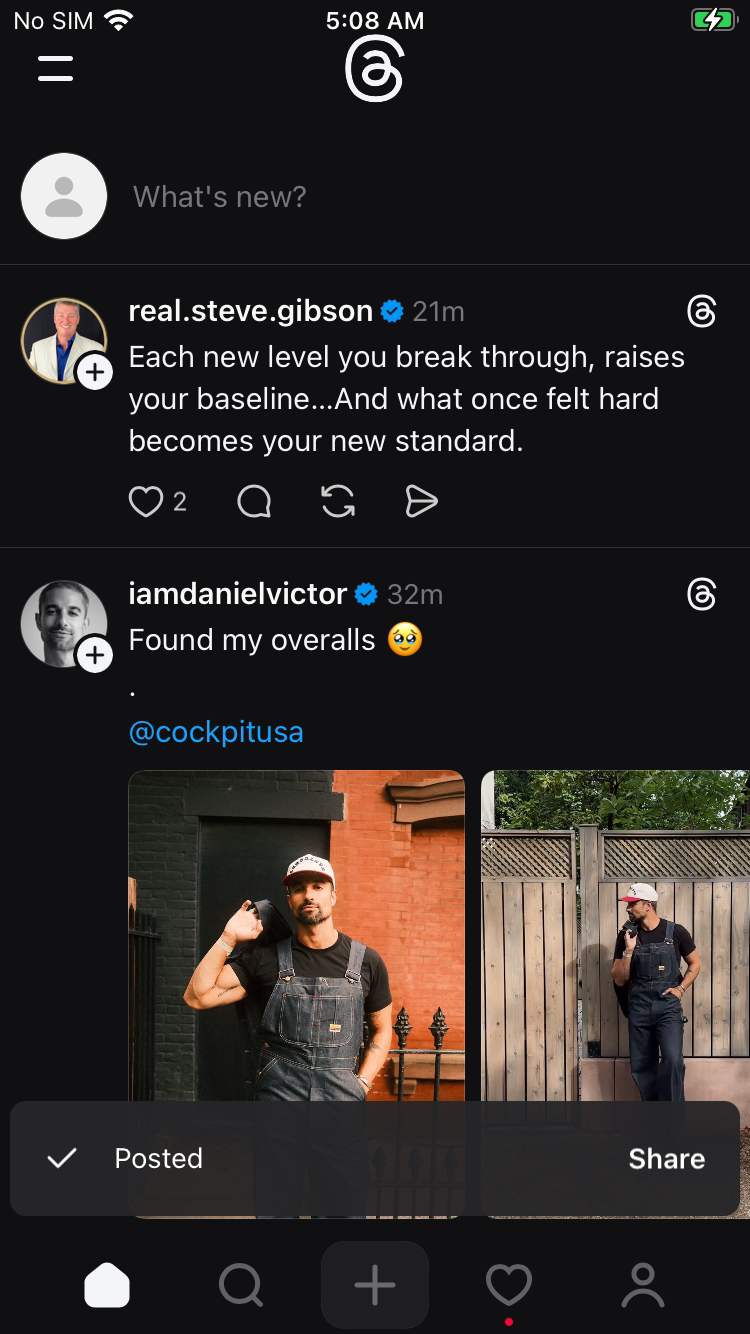 No SIM 5:08 AM
What's new?
real.steve.gibson 21m
Each new level you break through, raises
your baseline...And what once felt hard
becomes your new standard.
2
iamdanielvictor 32m
Found my overalls 🥹
.
@cockpitusa
Posted Share